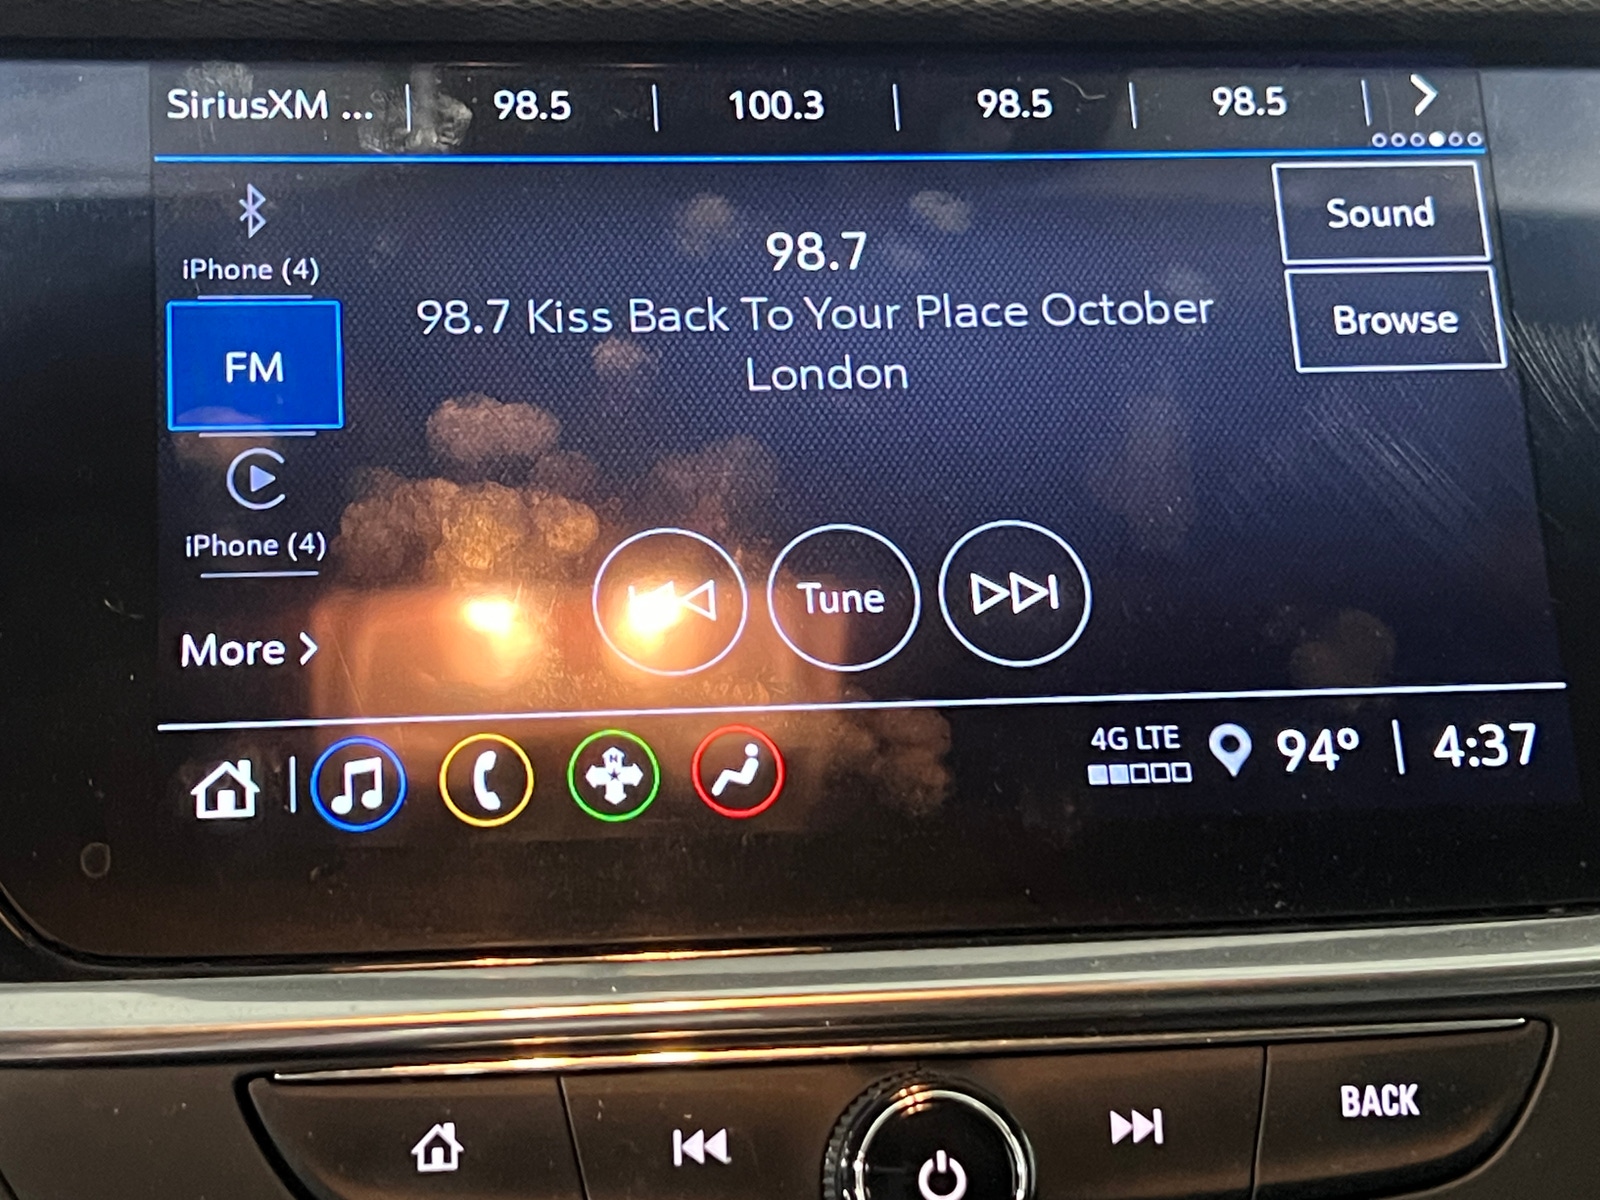 SiriusXM ... | 98.5 | 100.3 | 98.5 | 98.5
iPhone (4)
FM
iPhone (4)
More
98.7
98.7 Kiss Back To Your Place October
London
Sound
Browse
Tune
N
4G LTE
94° | 4:37
BACK